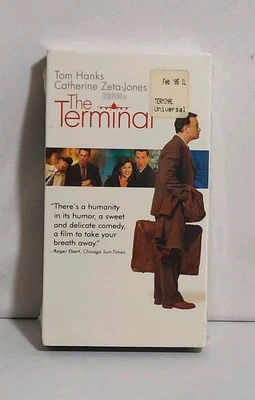 Tom Hanks
Catherine Zeta-Jones
The
Terminal
Feb '05 IL
TERMINAL
Universal
"There's a humanity
in its humor, a sweet
and delicate comedy,
a film to take your
breath away."
—Roger Ebert, Chicago Sun-Times